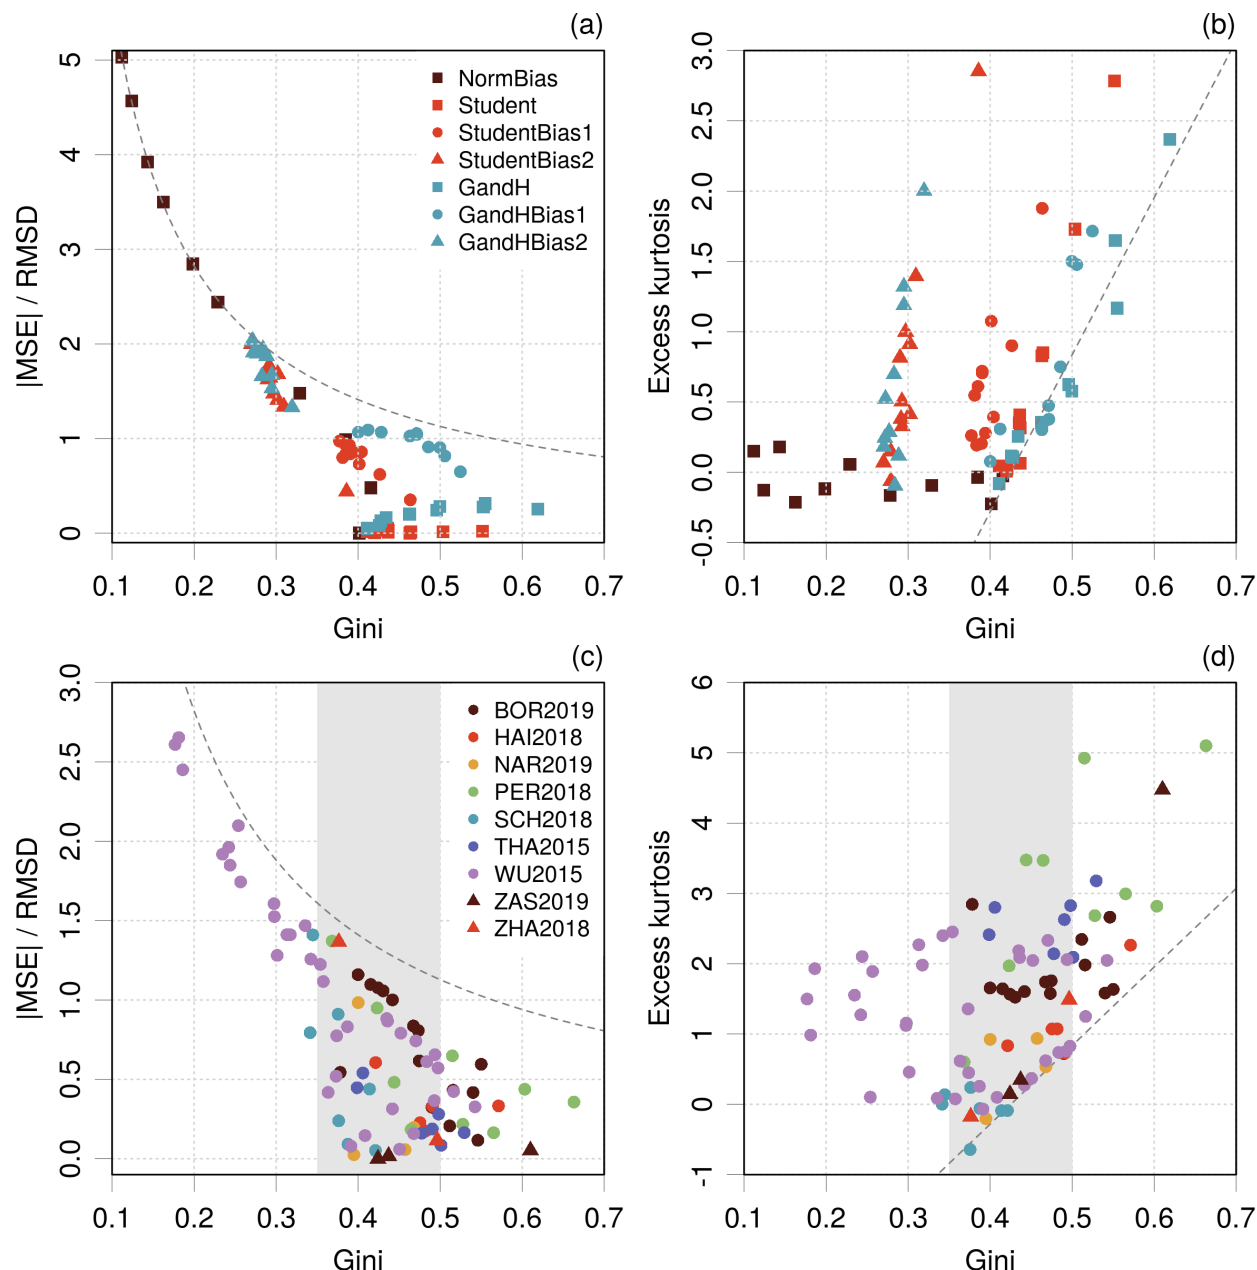 (a)
|MSE| / RMSD
5
4
3
2
1
0
NormBias
Student
StudentBias1
StudentBias2
GandH
GandHBias1
GandHBias2
0.1 0.2 0.3 0.4 0.5 0.6 0.7
Gini
(b)
Excess kurtosis
3.0
2.5
2.0
1.5
1.0
0.5
0.0
-0.5
0.1 0.2 0.3 0.4 0.5 0.6 0.7
Gini
(c)
|MSE| / RMSD
3.0
2.5
2.0
1.5
1.0
0.5
0.0
BOR2019
HAI2018
NAR2019
PER2018
SCH2018
THA2015
WU2015
ZAS2019
ZHA2018
0.1 0.2 0.3 0.4 0.5 0.6 0.7
Gini
(d)
Excess kurtosis
6
5
4
3
2
1
0
-1
0.1 0.2 0.3 0.4 0.5 0.6 0.7
Gini